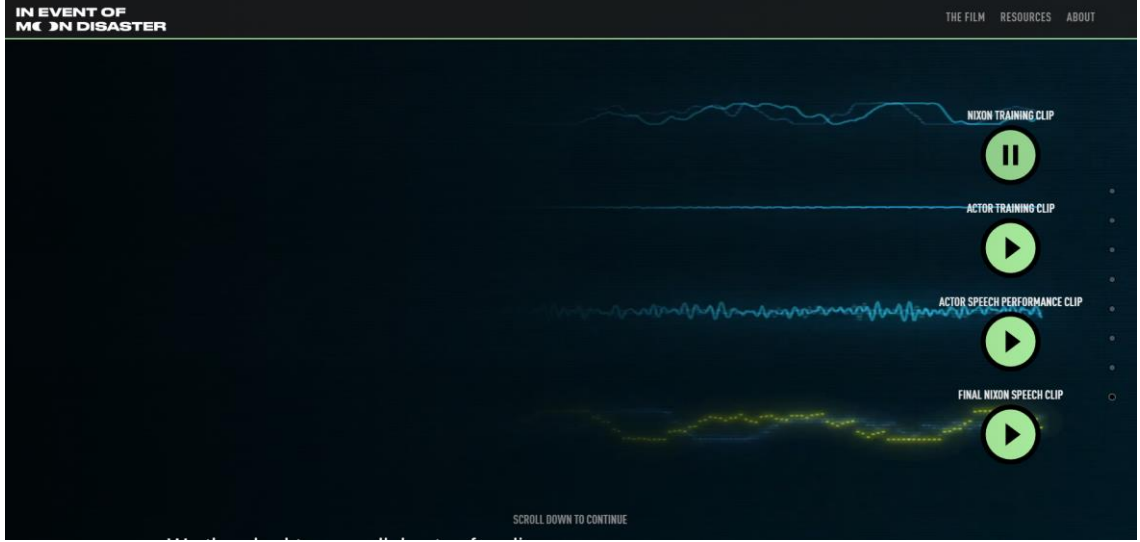 IN EVENT OF
MOON DISASTER
THE FILM RESOURCES ABOUT
NIXON TRAINING CLIP
ACTOR TRAINING CLIP
ACTOR SPEECH PERFORMANCE CLIP
FINAL NIXON SPEECH CLIP
SCROLL DOWN TO CONTINUE